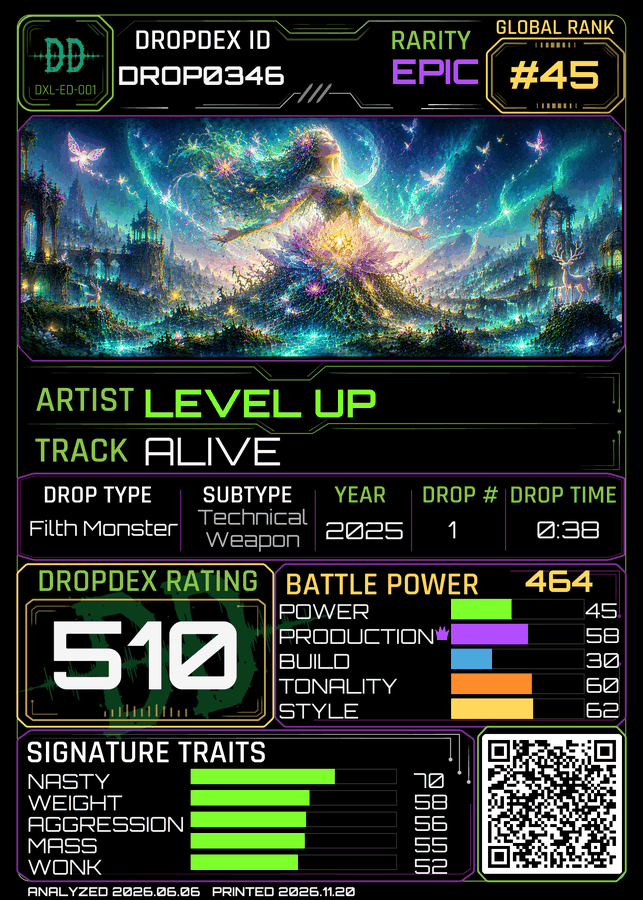 DD
DXL-ED-001
DROPDEX ID
DROP0346
RARITY
EPIC
GLOBAL RANK
#45
ARTIST LEVEL UP
TRACK ALIVE
DROP TYPE
Filth Monster
SUBTYPE
Technical
Weapon
YEAR
2025
DROP #
1
DROP TIME
0:38
DROPDEX RATING
510
BATTLE POWER 464
POWER 45
PRODUCTION 58
BUILD 30
TONALITY 60
STYLE 62
SIGNATURE TRAITS
NASTY 70
WEIGHT 58
AGGRESSION 56
MASS 55
WONK 52
ANALYZED 2026.06.06 PRINTED 2026.11.20